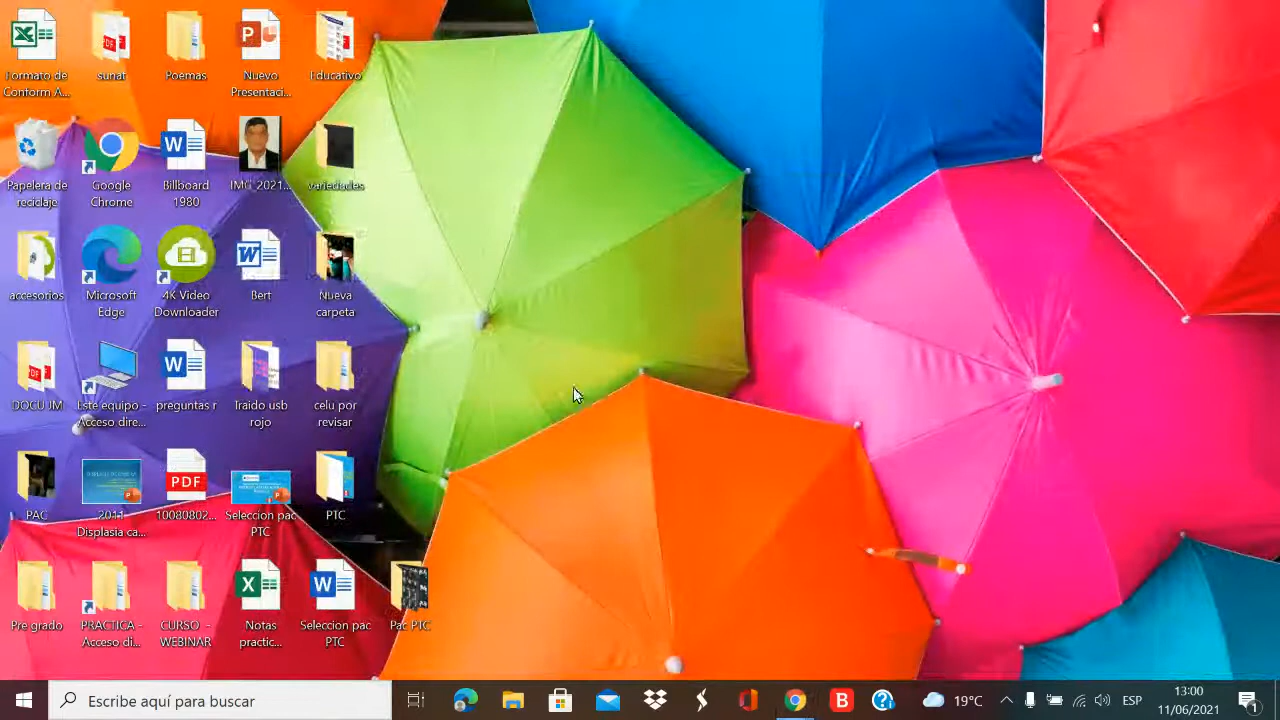 Formato de
Conform A...
sunat
Poemas
Nuevo
Presentaci...
Educativo
Papelera de
reciclaje
Google
Chrome
Billboard
1980
IMG_2021...
variedades
accesorios
Microsoft
Edge
4K Video
Downloader
Bert
Nueva
carpeta
DOCU JM
Este equipo -
Acceso dire...
preguntas r
Traido usb
rojo
celu por
revisar
PAC
2011
Displasia ca...
PDF
10080802...
Seleccion pac
PTC
PTC
Pre grado
PRACTICA -
Acceso di...
CURSO -
WEBINAR
Notas
practic...
Seleccion pac
PTC
Pac PTC
Escribe aquí para buscar
19°C
ESP
13:00
11/06/2021
1